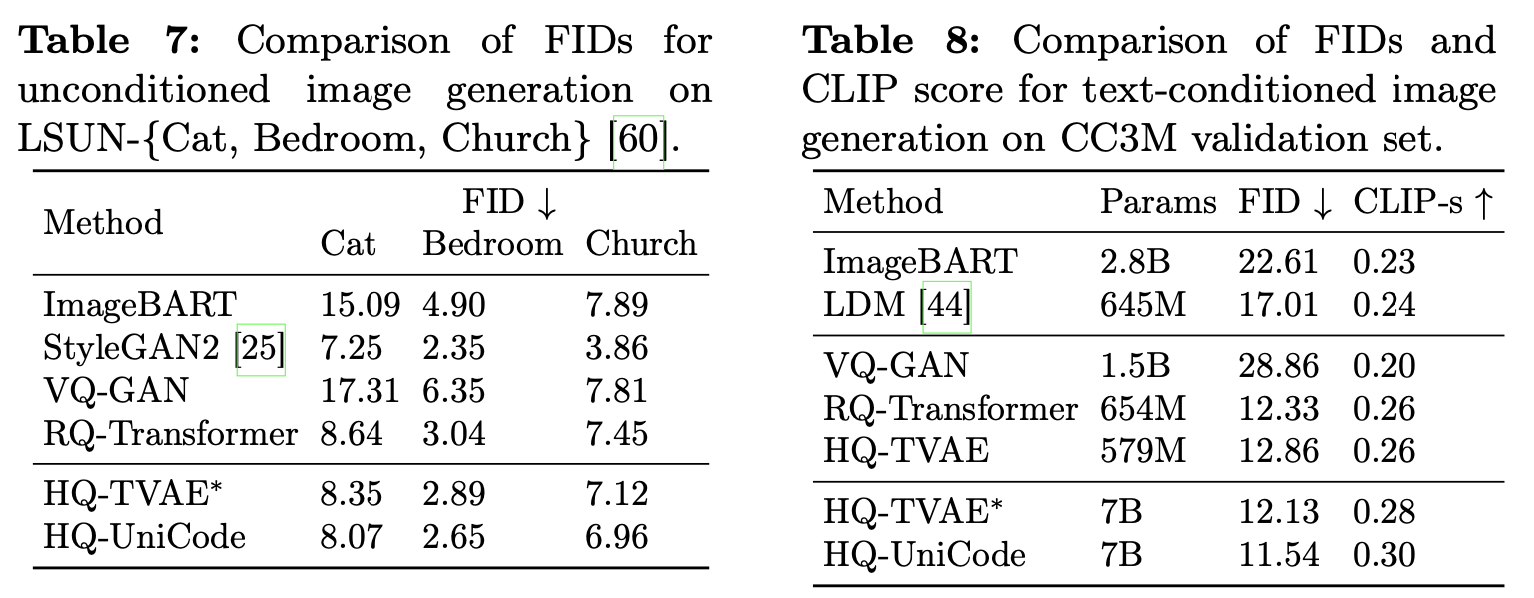 Table 7: Comparison of FIDs for
unconditioned image generation on
LSUN-{Cat, Bedroom, Church} [60].
Method FID ↓
Cat Bedroom Church
ImageBART 15.09 4.90 7.89
StyleGAN2 [25] 7.25 2.35 3.86
VQ-GAN 17.31 6.35 7.81
RQ-Transformer 8.64 3.04 7.45
HQ-TVAE* 8.35 2.89 7.12
HQ-UniCode 8.07 2.65 6.96
Table 8: Comparison of FIDs and
CLIP score for text-conditioned image
generation on CC3M validation set.
Method Params FID ↓ CLIP-s ↑
ImageBART 2.8B 22.61 0.23
LDM [44] 645M 17.01 0.24
VQ-GAN 1.5B 28.86 0.20
RQ-Transformer 654M 12.33 0.26
HQ-TVAE 579M 12.86 0.26
HQ-TVAE* 7B 12.13 0.28
HQ-UniCode 7B 11.54 0.30